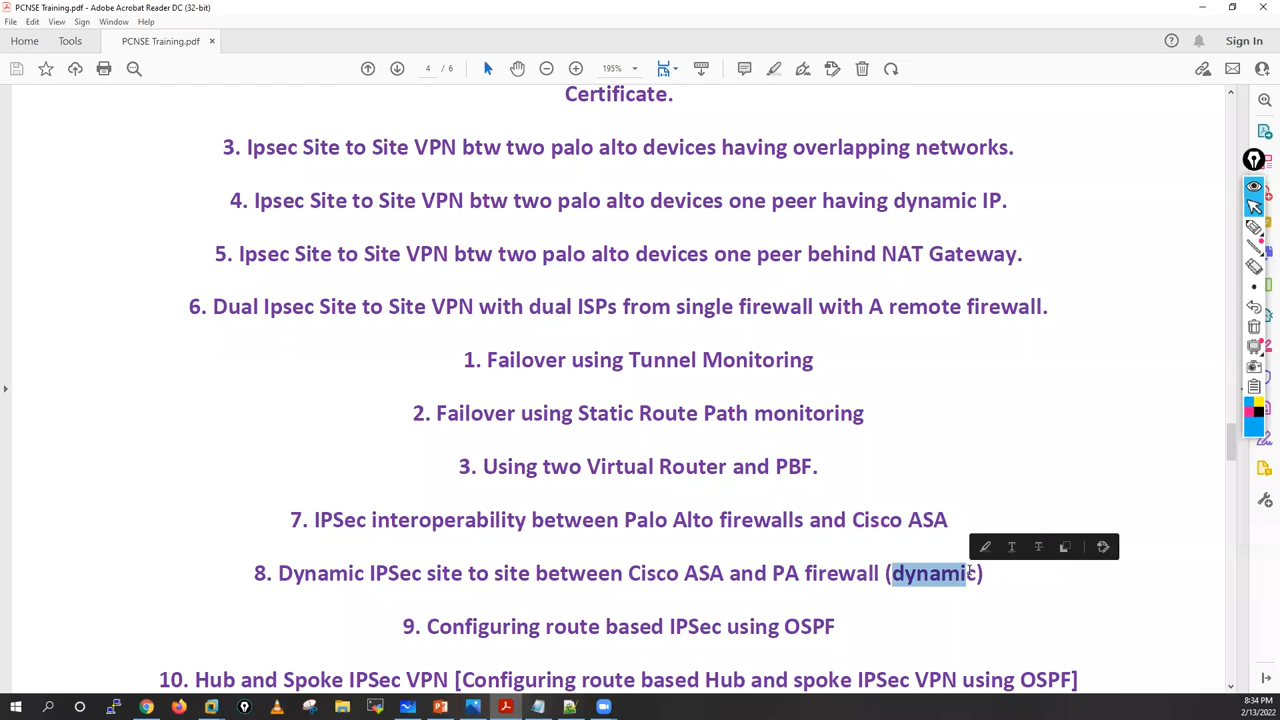 PCNSE Training.pdf - Adobe Acrobat Reader DC (32-bit)
File Edit View Sign Window Help
Home Tools PCNSE Training.pdf × Sign In
4 / 6 195%
Certificate.
3. Ipsec Site to Site VPN btw two palo alto devices having overlapping networks.
4. Ipsec Site to Site VPN btw two palo alto devices one peer having dynamic IP.
5. Ipsec Site to Site VPN btw two palo alto devices one peer behind NAT Gateway.
6. Dual Ipsec Site to Site VPN with dual ISPs from single firewall with A remote firewall.
1. Failover using Tunnel Monitoring
2. Failover using Static Route Path monitoring
3. Using two Virtual Router and PBF.
7. IPSec interoperability between Palo Alto firewalls and Cisco ASA
8. Dynamic IPSec site to site between Cisco ASA and PA firewall (dynamic)
9. Configuring route based IPSec using OSPF
10. Hub and Spoke IPSec VPN [Configuring route based Hub and spoke IPSec VPN using OSPF]
8:34 PM
2/13/2022